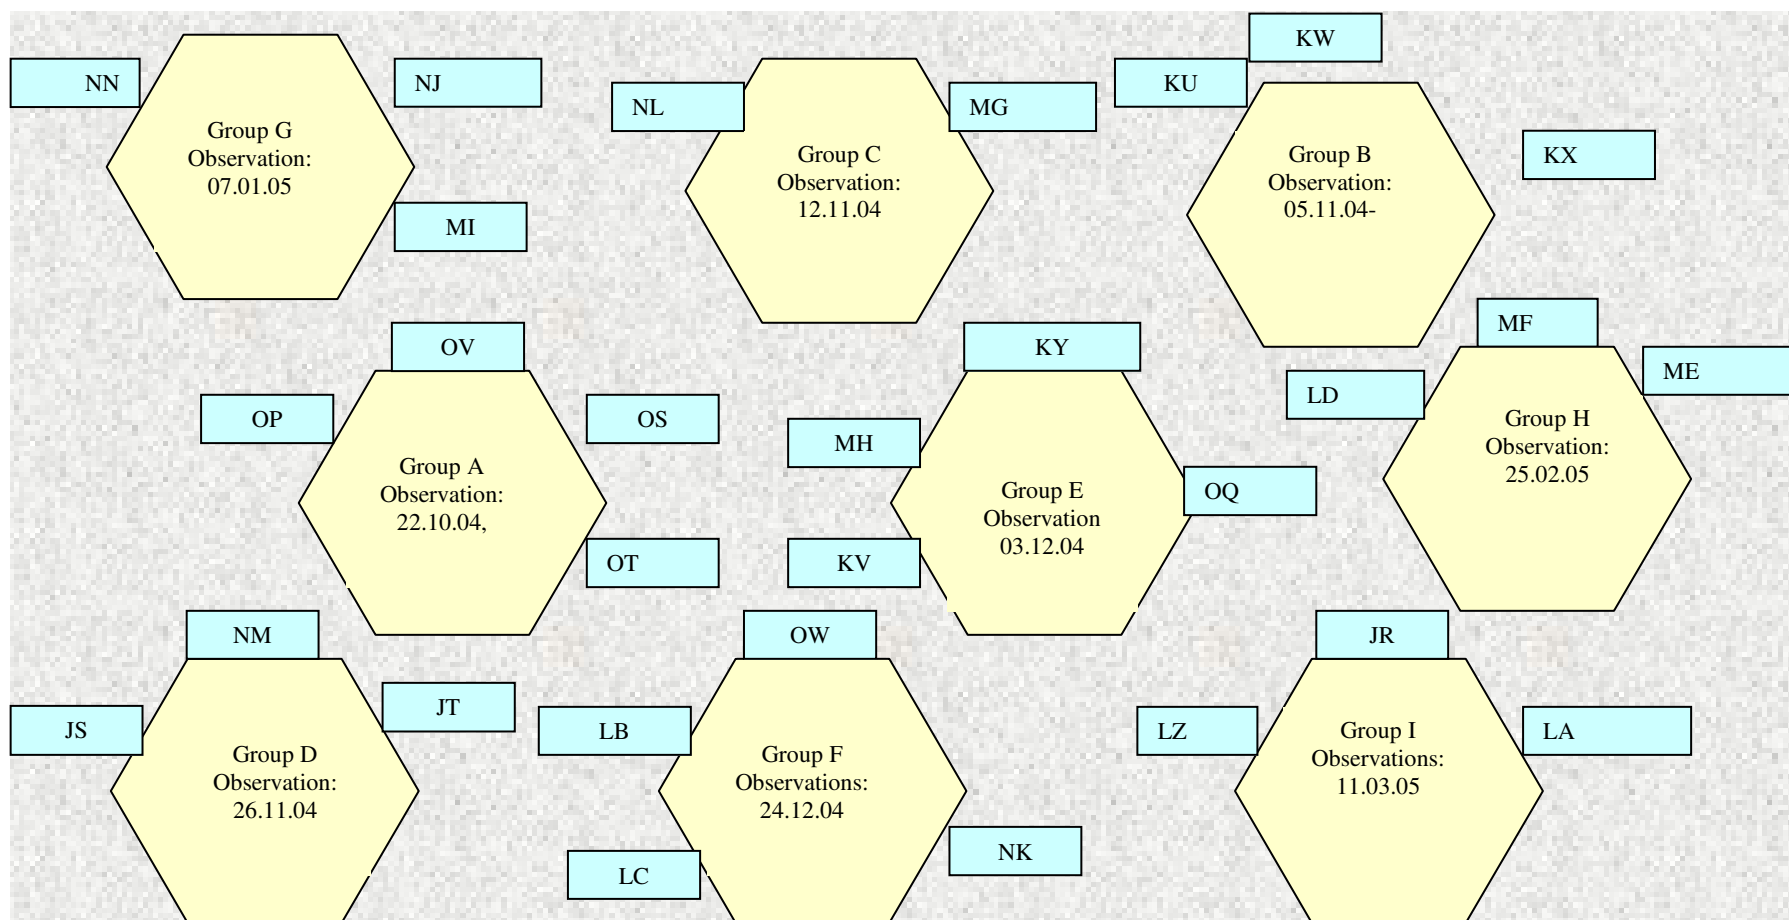 KW
NN
NJ
KU
NL
MG
Group G
Observation:
07.01.05
Group C
Observation:
12.11.04
Group B
Observation:
05.11.04-
KX
MI
OV
KY
MF
ME
LD
OP
OS
MH
Group A
Observation:
22.10.04,
Group E
Observation
03.12.04
OQ
Group H
Observation:
25.02.05
OT
KV
NM
OW
JR
JS
JT
LB
LZ
LA
Group D
Observation:
26.11.04
Group F
Observations:
24.12.04
Group I
Observations:
11.03.05
LC
NK